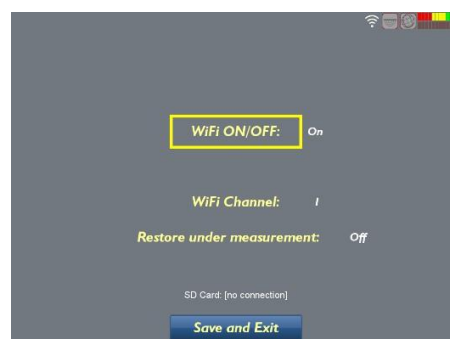 WiFi ON/OFF: On
WiFi Channel: 1
Restore under measurement: Off
SD Card: [no connection]
Save and Exit